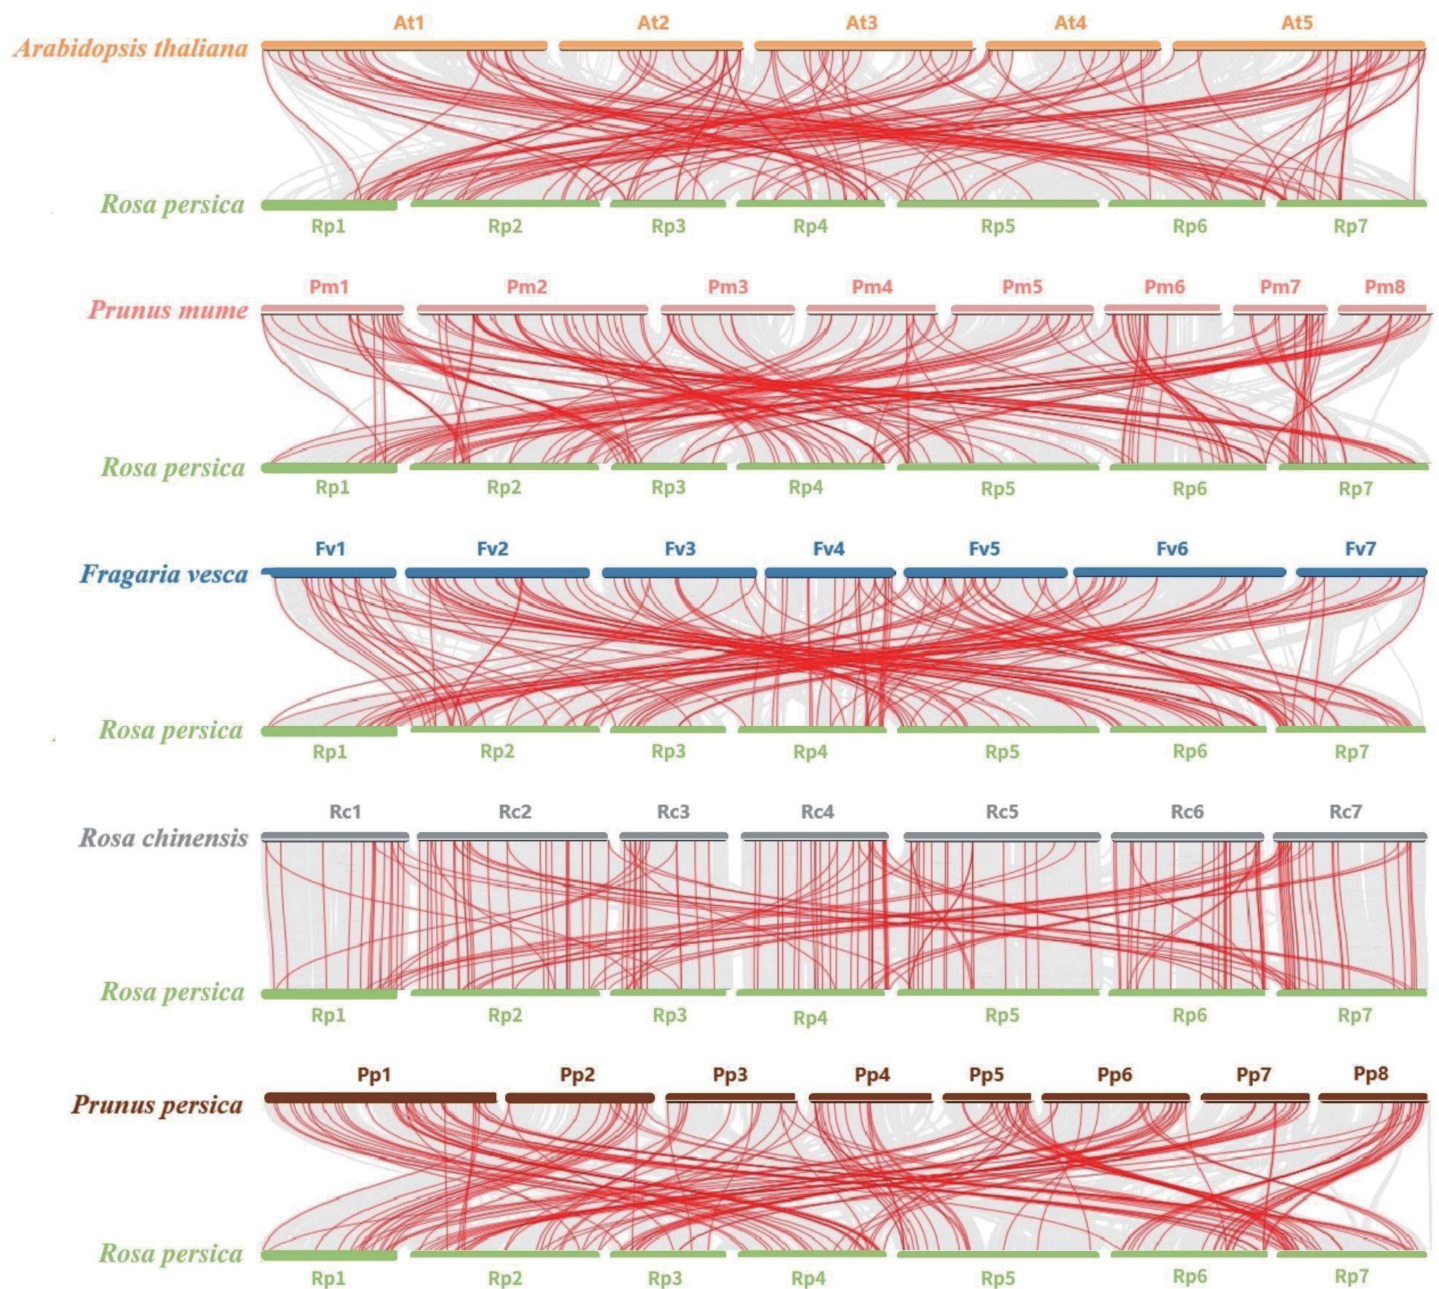 At1 At2 At3 At4 At5
Arabidopsis thaliana
Rosa persica
Rp1 Rp2 Rp3 Rp4 Rp5 Rp6 Rp7
Pm1 Pm2 Pm3 Pm4 Pm5 Pm6 Pm7 Pm8
Prunus mume
Rosa persica
Rp1 Rp2 Rp3 Rp4 Rp5 Rp6 Rp7
Fv1 Fv2 Fv3 Fv4 Fv5 Fv6 Fv7
Fragaria vesca
Rosa persica
Rp1 Rp2 Rp3 Rp4 Rp5 Rp6 Rp7
Rc1 Rc2 Rc3 Rc4 Rc5 Rc6 Rc7
Rosa chinensis
Rosa persica
Rp1 Rp2 Rp3 Rp4 Rp5 Rp6 Rp7
Pp1 Pp2 Pp3 Pp4 Pp5 Pp6 Pp7 Pp8
Prunus persica
Rosa persica
Rp1 Rp2 Rp3 Rp4 Rp5 Rp6 Rp7